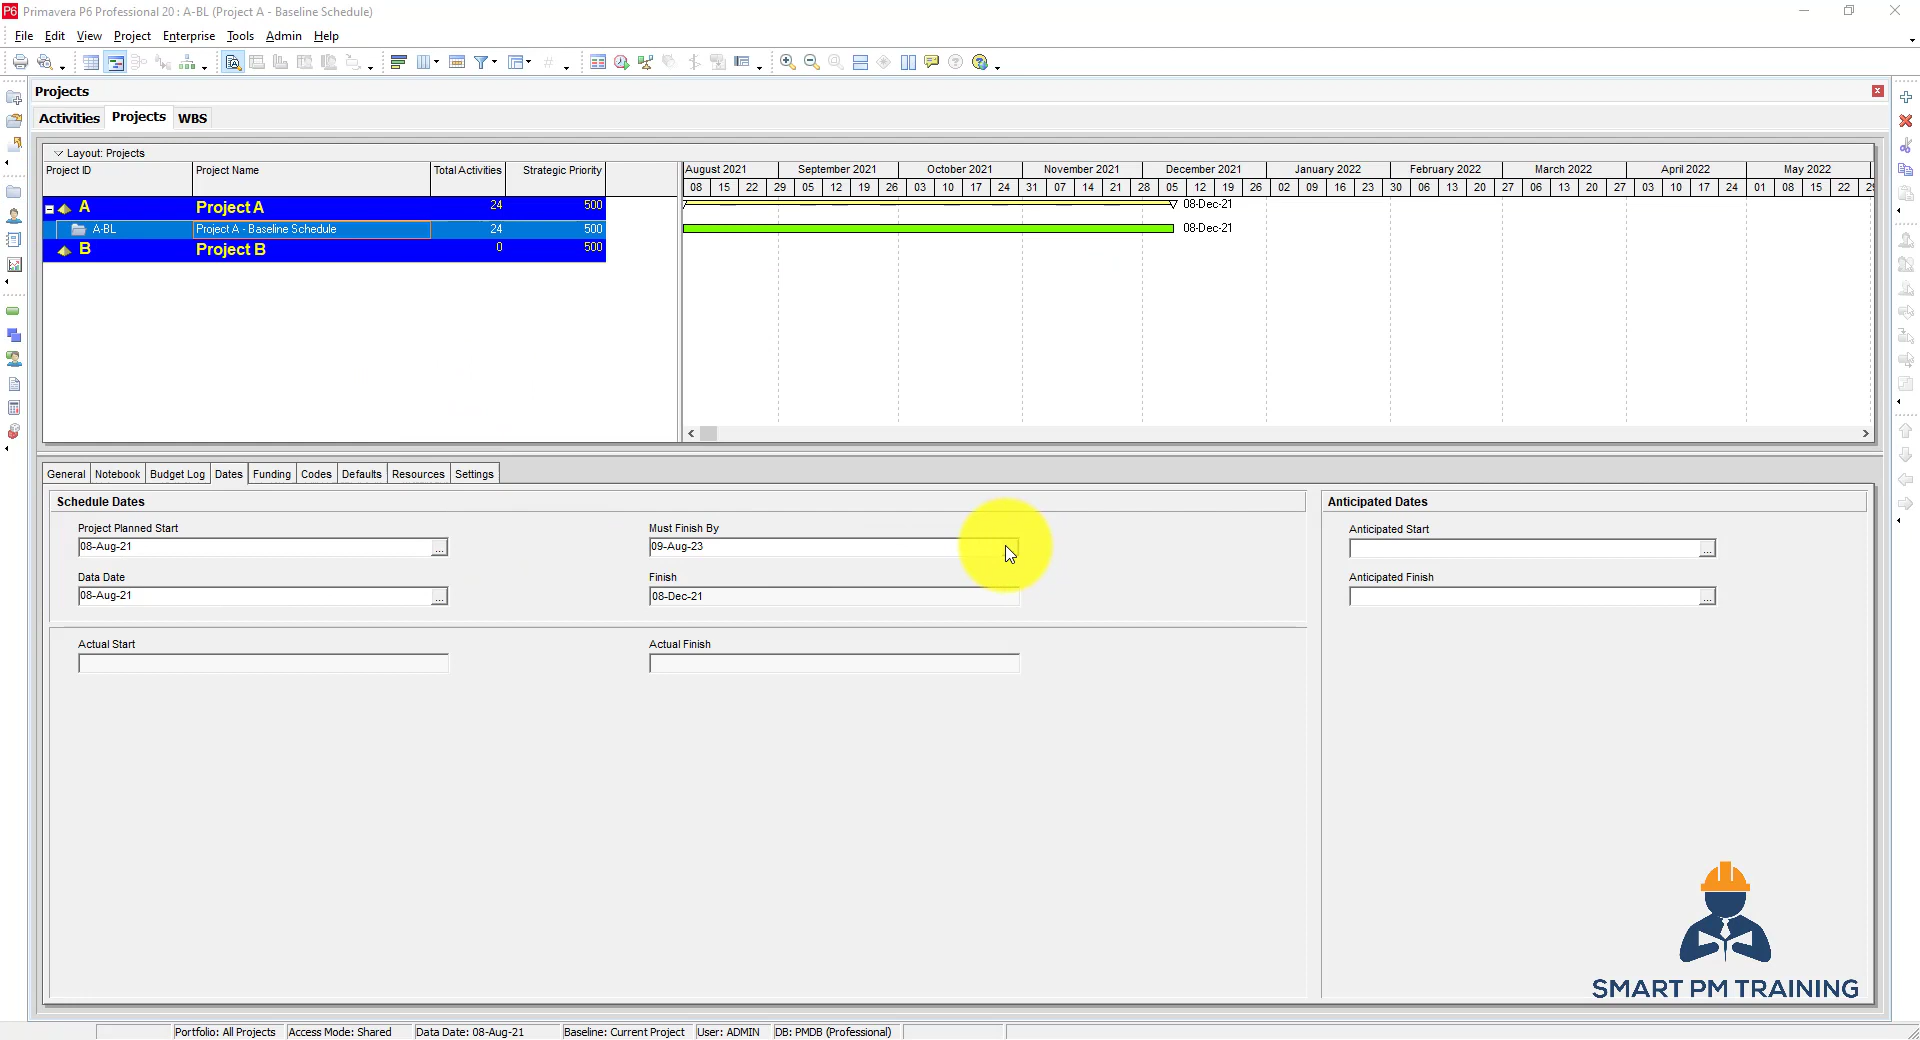 P6 Primavera P6 Professional 20 : A-BL (Project A - Baseline Schedule)
File Edit View Project Enterprise Tools Admin Help
Projects
Activities Projects WBS
Layout: Projects
Project ID Project Name Total Activities Strategic Priority
August 2021 September 2021 October 2021 November 2021 December 2021 January 2022 February 2022 March 2022 April 2022 May 2022
08 15 22 29 05 12 19 26 03 10 17 24 31 07 14 21 28 05 12 19 26 02 09 16 23 30 06 13 20 27 06 13 20 27 03 10 17 24 01 08 15 22
A Project A 24 500 08-Dec-21
A-BL Project A - Baseline Schedule 24 500 08-Dec-21
B Project B 0 500
General Notebook Budget Log Dates Funding Codes Defaults Resources Settings
Schedule Dates Anticipated Dates
Project Planned Start Must Finish By Anticipated Start
08-Aug-21 ... 09-Aug-23 ...
Data Date Finish Anticipated Finish
08-Aug-21 ... 08-Dec-21 ...
Actual Start Actual Finish
SMART PM TRAINING
Portfolio: All Projects Access Mode: Shared Data Date: 08-Aug-21 Baseline: Current Project User: ADMIN DB: PMDB (Professional)